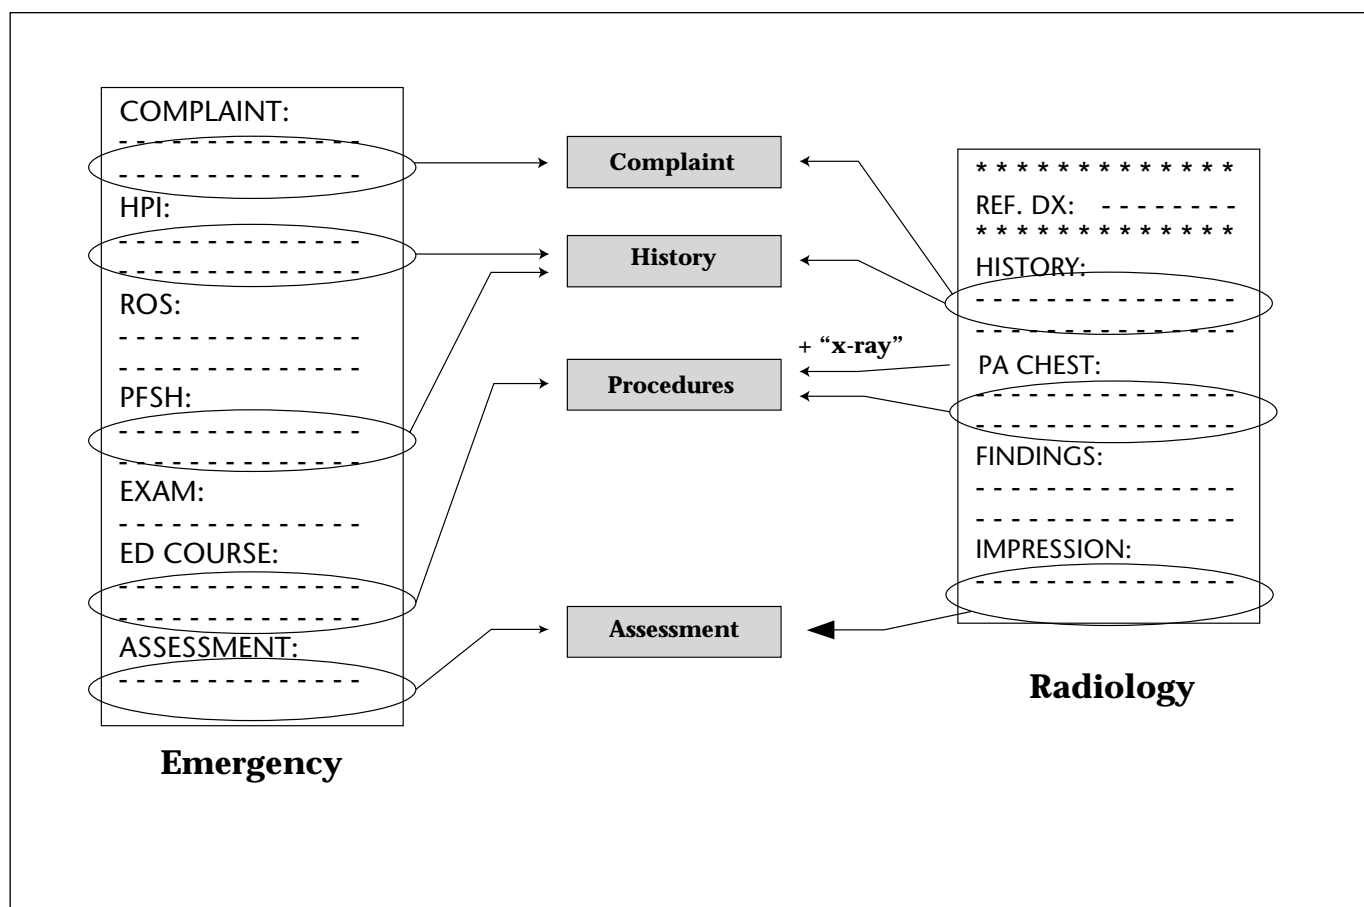 COMPLAINT:
- - - - - - - - - - - - - -
- - - - - - - - - - - - - -
HPI:
- - - - - - - - - - - - - -
- - - - - - - - - - - - - -
ROS:
- - - - - - - - - - - - - -
- - - - - - - - - - - - - -
PFSH:
- - - - - - - - - - - - - -
- - - - - - - - - - - - - -
EXAM:
- - - - - - - - - - - - - -
ED COURSE:
- - - - - - - - - - - - - -
- - - - - - - - - - - - - -
ASSESSMENT:
- - - - - - - - - - - - - -
Emergency
Complaint
History
+ “x-ray”
Procedures
Assessment
* * * * * * * * * * * * *
REF. DX: - - - - - - - -
* * * * * * * * * * * * *
HISTORY:
- - - - - - - - - - - - - - -
- - - - - - - - - - - - - - -
PA CHEST:
- - - - - - - - - - - - - - -
- - - - - - - - - - - - - - -
FINDINGS:
- - - - - - - - - - - - - - -
- - - - - - - - - - - - - - -
IMPRESSION:
- - - - - - - - - - - - - - -
Radiology